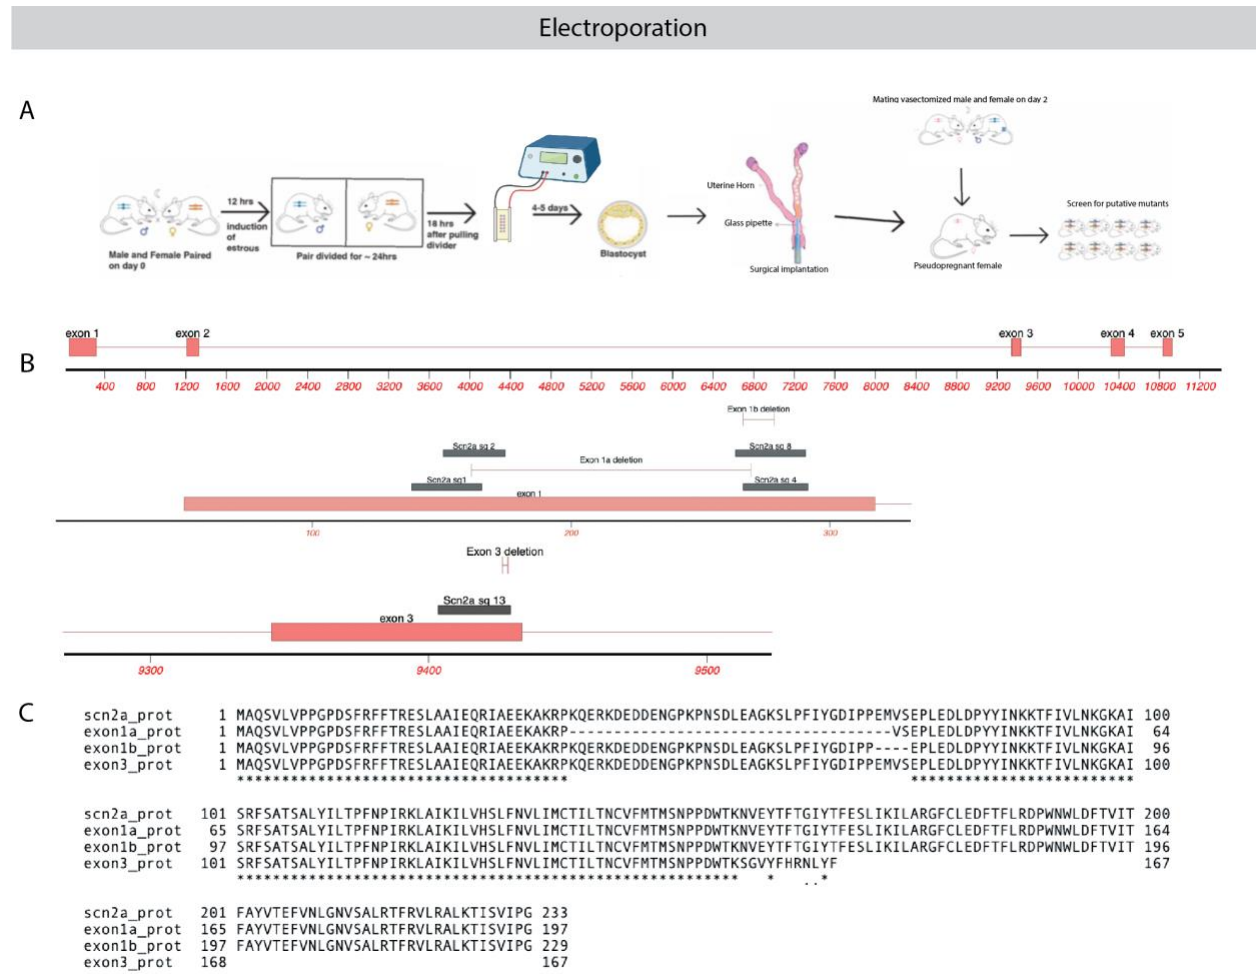 Electroporation
A
Mating vasectomized male and female on day 2
12 hrs
induction
of
estrous
18 hrs
after pulling
divider
4-5 days
Uterine Horn
Glass pipette
Screen for putative mutants
Male and Female Paired
on day 0
Pair divided for ~ 24hrs
Blastocyst
Surgical implantation
Pseudopregnant female
exon 1 exon 2 exon 3 exon 4 exon 5
B
400 800 1200 1600 2000 2400 2800 3200 3600 4000 4400 4800 5200 5600 6000 6400 6800 7200 7600 8000 8400 8800 9200 9600 10000 10400 10800 11200
Exon 1b deletion
Scn2a sg 2 Scn2a sg 8
Exon 1a deletion
Scn2a sg1 Scn2a sg 4
exon 1
100 200 300
Exon 3 deletion
Scn2a sg 13
exon 3
9300 9400 9500
C
scn2a_prot 1 MAQSVLVPPGPDSFRFFTRESLAAIEQRIAEEKAKRPKQERKDEDDENGPKPNSDLEAGKSLPFIYGDIPPEMVSEPLEDLDPYYINKKTFIVLNKGKAI 100
exon1a_prot 1 MAQSVLVPPGPDSFRFFTRESLAAIEQRIAEEKAKRP------------------------------------VSEPLEDLDPYYINKKTFIVLNKGKAI 64
exon1b_prot 1 MAQSVLVPPGPDSFRFFTRESLAAIEQRIAEEKAKRPKQERKDEDDENGPKPNSDLEAGKSLPFIYGDIPP----EPLEDLDPYYINKKTFIVLNKGKAI 96
exon3_prot 1 MAQSVLVPPGPDSFRFFTRESLAAIEQRIAEEKAKRPKQERKDEDDENGPKPNSDLEAGKSLPFIYGDIPPEMVSEPLEDLDPYYINKKTFIVLNKGKAI 100
************************************* *************************
scn2a_prot 101 SRFSATSALYILTPFNPIRKLAIKILVHSLFNVLIMCTILTNCVFMTMSNPPDWTKNVEYTFTGIYTFESLIKILARGFCLEDFTFLRDPWNWLDFTVIT 200
exon1a_prot 65 SRFSATSALYILTPFNPIRKLAIKILVHSLFNVLIMCTILTNCVFMTMSNPPDWTKNVEYTFTGIYTFESLIKILARGFCLEDFTFLRDPWNWLDFTVIT 164
exon1b_prot 97 SRFSATSALYILTPFNPIRKLAIKILVHSLFNVLIMCTILTNCVFMTMSNPPDWTKNVEYTFTGIYTFESLIKILARGFCLEDFTFLRDPWNWLDFTVIT 196
exon3_prot 101 SRFSATSALYILTPFNPIRKLAIKILVHSLFNVLIMCTILTNCVFMTMSNPPDWTKSGVYFHRNLYF 167
******************************************************** * ..*
scn2a_prot 201 FAYVTEFVNLGNVSALRTFRVLRALKTISVIPG 233
exon1a_prot 165 FAYVTEFVNLGNVSALRTFRVLRALKTISVIPG 197
exon1b_prot 197 FAYVTEFVNLGNVSALRTFRVLRALKTISVIPG 229
exon3_prot 168 167